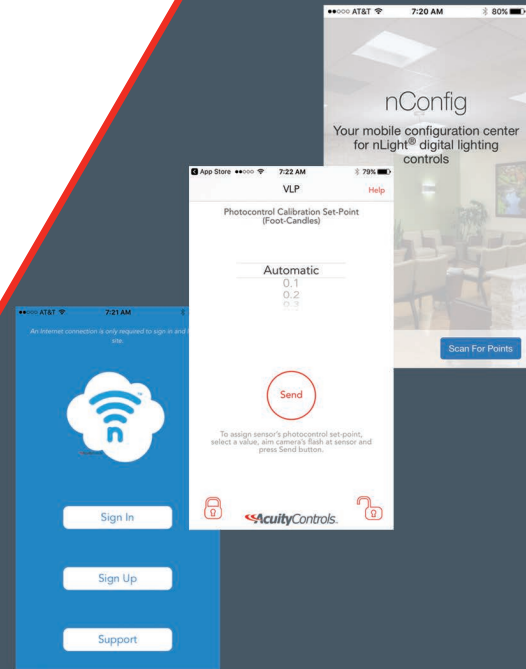 AT&T 7:20 AM 80%
nConfig
Your mobile configuration center
for nLight® digital lighting
controls
Scan For Points
App Store AT&T 7:22 AM 79%
VLP
Help
Photocontrol Calibration Set-Point
(Foot-Candles)
Automatic
0.1
0.2
0.3
Send
To assign sensor's photocontrol set-point,
select a value, aim camera's flash at sensor and
press Send button.
AcuityControls.
AT&T 7:21 AM
An Internet connection is only required to sign in and
site.
n
Sign In
Sign Up
Support